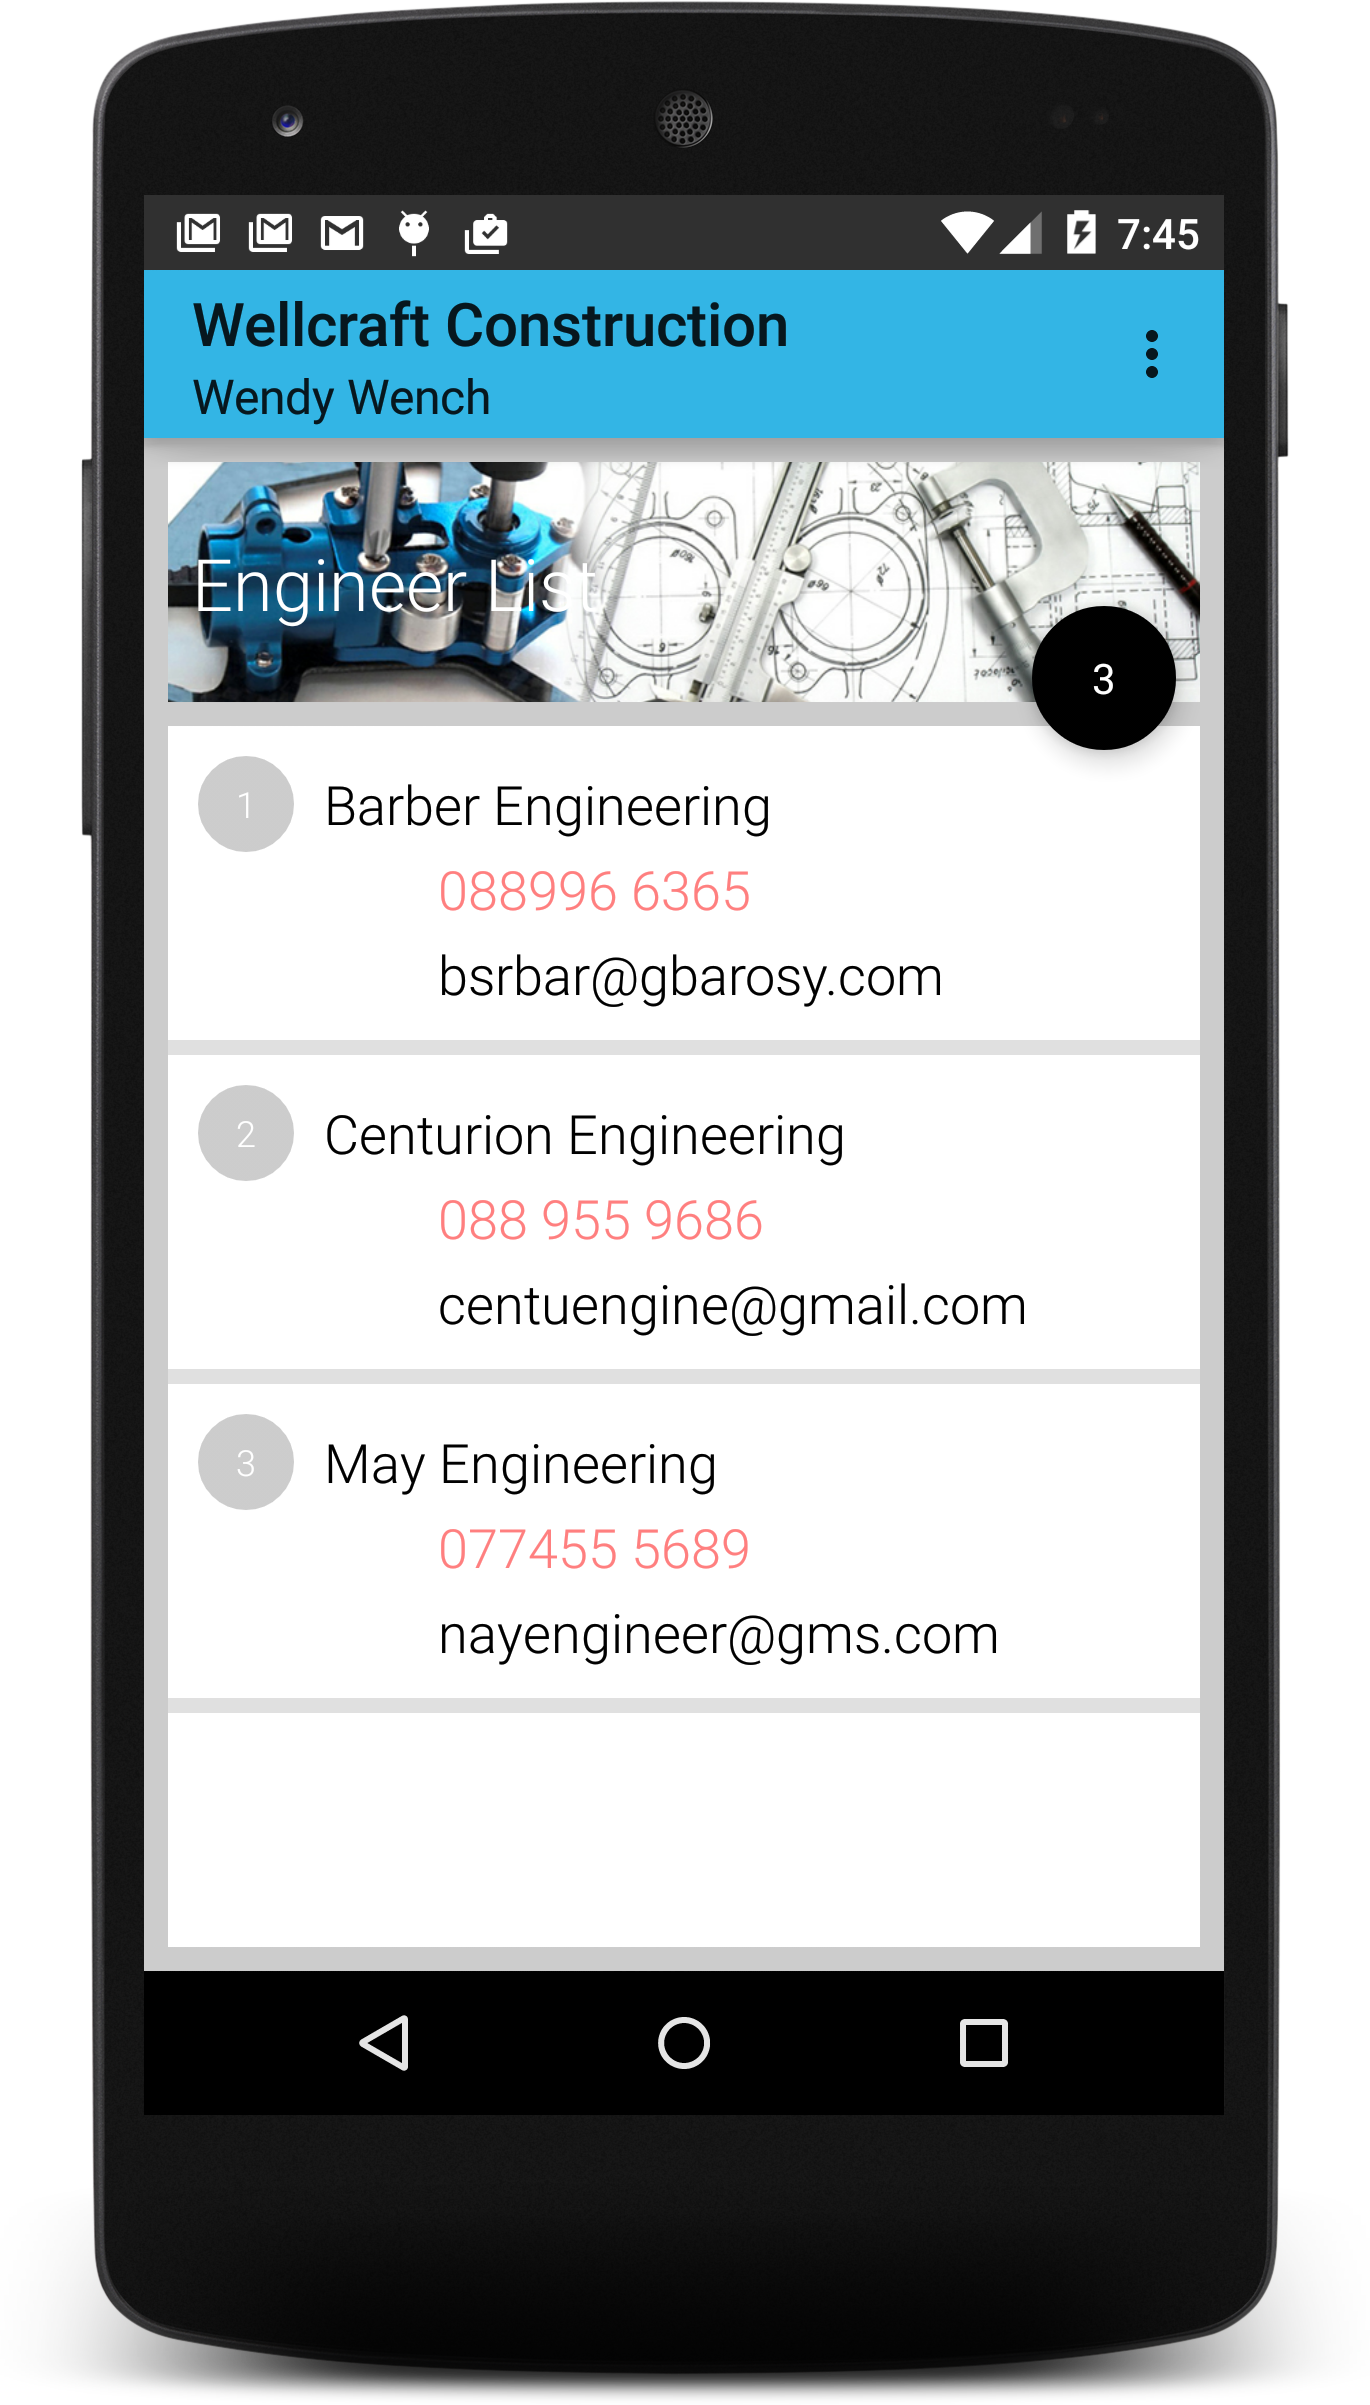 7:45
Wellcraft Construction
Wendy Wench
Engineer List
3
1
Barber Engineering
088996 6365
bsrbar@gbarosy.com
2
Centurion Engineering
088 955 9686
centuengine@gmail.com
3
May Engineering
077455 5689
nayengineer@gms.com